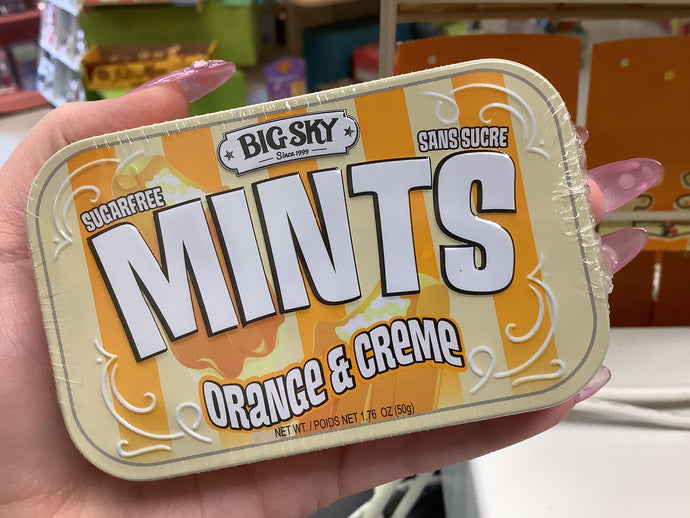 BIG SKY
Since 1999
SUGARFREE
SANS SUCRE
MINTS
ORANGE & CREME
NET WT. / POIDS NET 1.76 OZ (50g)